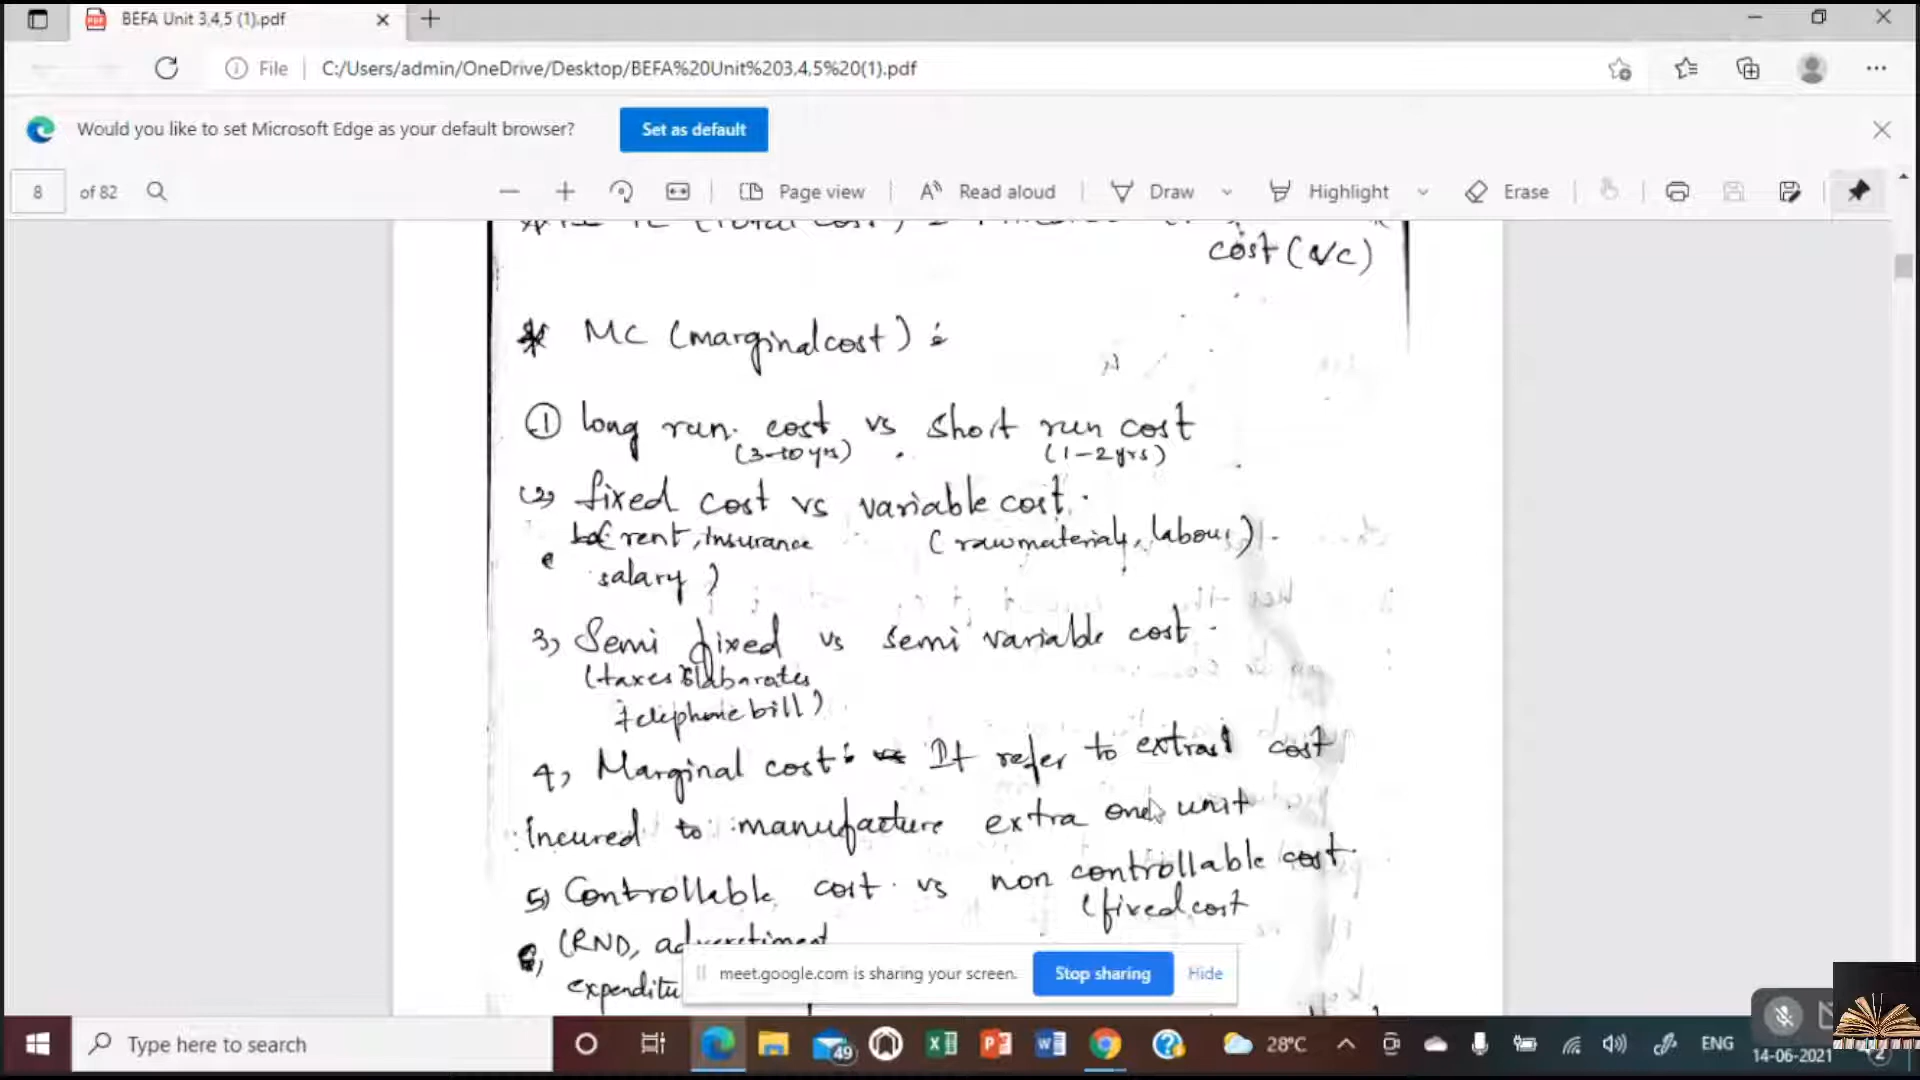 BEFA Unit 3,4,5 (1).pdf
File C:/Users/admin/OneDrive/Desktop/BEFA%20Unit%203,4,5%20(1).pdf
Would you like to set Microsoft Edge as your default browser? Set as default
8 of 82 Page view Read aloud Draw Highlight Erase
cost (VC)
* MC (marginal cost) :
① long run cost vs short run cost
(3-10 yrs) (1-2 yrs)
(2) fixed cost vs variable cost.
(rent, insurance (raw materials, labour)
salary)
3) Semi fixed vs semi variable cost.
(taxes
telephone bill)
4) Marginal cost: It refer to extra cost
Incured to manufacture extra one unit
5) Controllable cost vs non controllable cost.
(fixed cost
(RND,
meet.google.com is sharing your screen. Stop sharing Hide
Type here to search 49 28°C ENG
14-06-2021 2